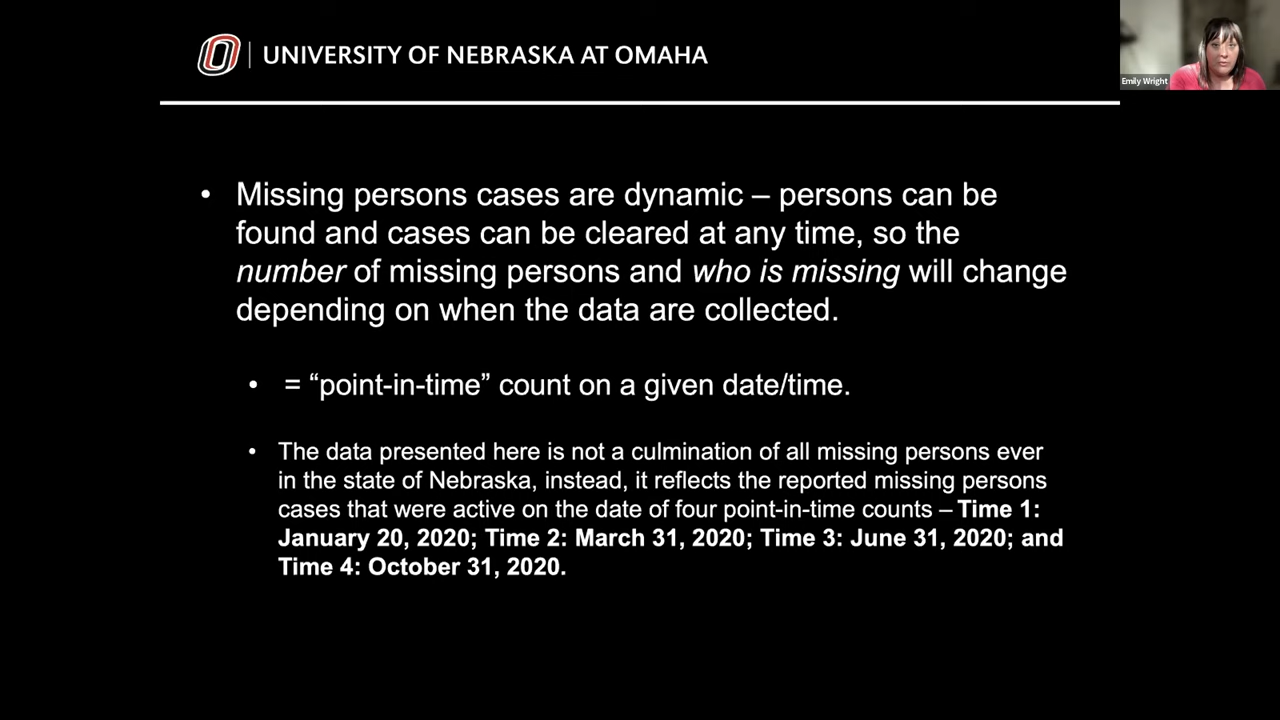 UNIVERSITY OF NEBRASKA AT OMAHA
Emily Wright
• Missing persons cases are dynamic – persons can be
found and cases can be cleared at any time, so the
number of missing persons and who is missing will change
depending on when the data are collected.
• = “point-in-time” count on a given date/time.
• The data presented here is not a culmination of all missing persons ever
in the state of Nebraska, instead, it reflects the reported missing persons
cases that were active on the date of four point-in-time counts – Time 1:
January 20, 2020; Time 2: March 31, 2020; Time 3: June 31, 2020; and
Time 4: October 31, 2020.